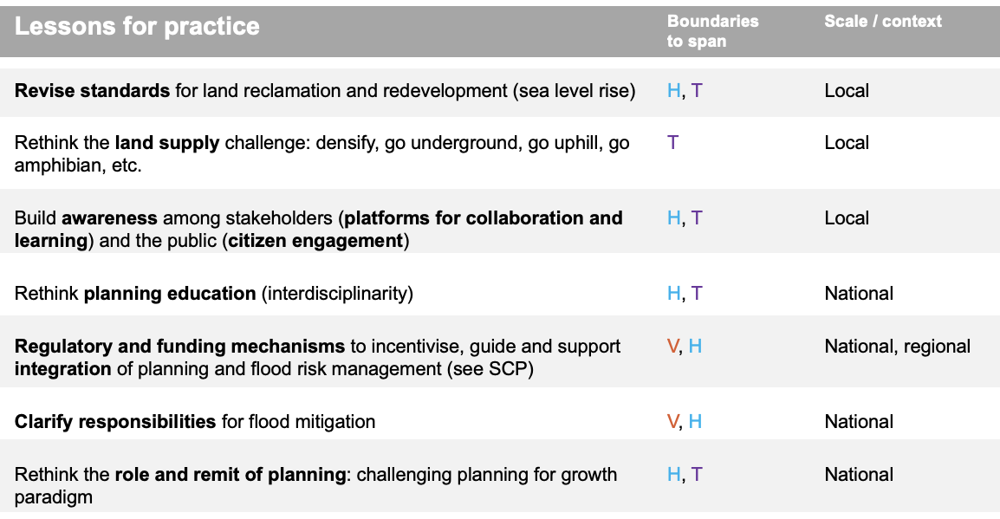 Lessons for practice
Boundaries
to span
Scale / context
Revise standards for land reclamation and redevelopment (sea level rise)
H, T
Local
Rethink the land supply challenge: densify, go underground, go uphill, go
amphibian, etc.
T
Local
Build awareness among stakeholders (platforms for collaboration and
learning) and the public (citizen engagement)
H, T
Local
Rethink planning education (interdisciplinarity)
H, T
National
Regulatory and funding mechanisms to incentivise, guide and support
integration of planning and flood risk management (see SCP)
V, H
National, regional
Clarify responsibilities for flood mitigation
V, H
National
Rethink the role and remit of planning: challenging planning for growth
paradigm
H, T
National